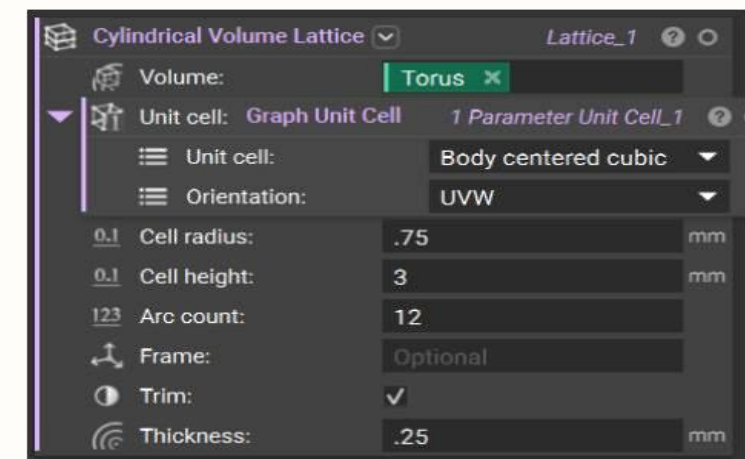 Cylindrical Volume Lattice Lattice_1 ?
Volume: Torus ×
Unit cell: Graph Unit Cell 1 Parameter Unit Cell_1 ?
Unit cell: Body centered cubic
Orientation: UVW
0.1 Cell radius: .75 mm
0.1 Cell height: 3 mm
123 Arc count: 12
Frame: Optional
Trim:
Thickness: .25 mm